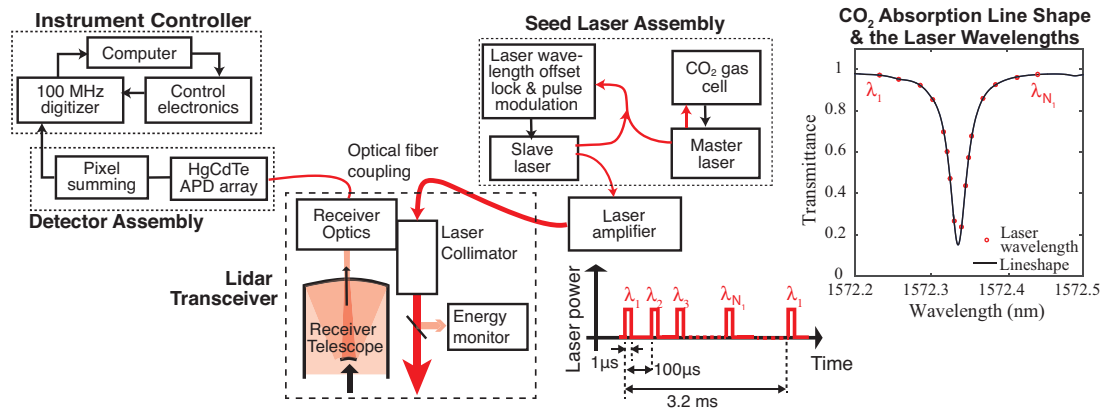 Instrument Controller
Computer
100 MHz
digitizer
Control
electronics
Pixel
summing
HgCdTe
APD array
Detector Assembly
Optical fiber
coupling
Seed Laser Assembly
Laser wave-
length offset
lock & pulse
modulation
CO₂ gas
cell
Slave
laser
Master
laser
Laser
amplifier
Receiver
Optics
Laser
Collimator
Lidar
Transceiver
Receiver
Telescope
Energy
monitor
Laser power
λ₁
λ₂
λ₃
λ_N₁
λ₁
Time
1µs
100µs
3.2 ms
CO₂ Absorption Line Shape
& the Laser Wavelengths
Transmittance
1
0.8
0.6
0.4
0.2
0
λ₁
λ_N₁
Laser
wavelength
Lineshape
1572.2
1572.3
1572.4
1572.5
Wavelength (nm)